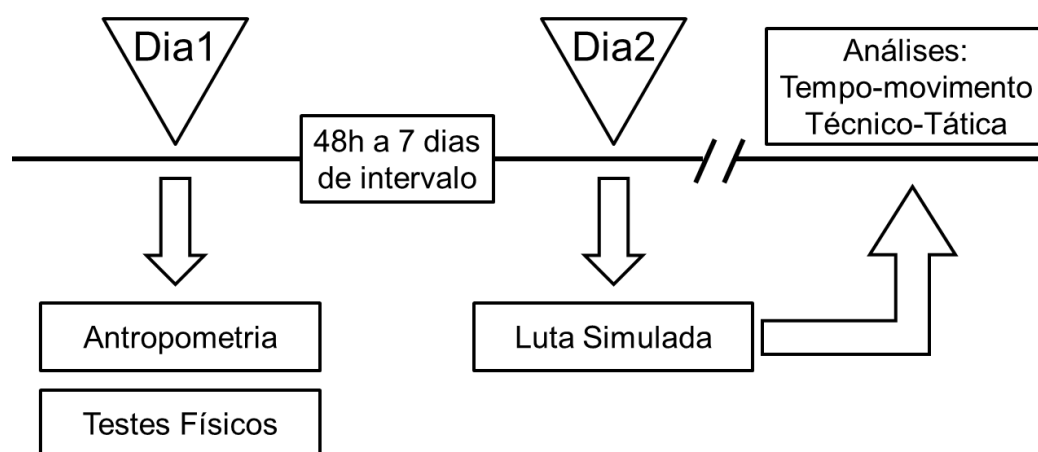 Dia1
Dia2
Análises:
Tempo-movimento
Técnico-Tática
48h a 7 dias
de intervalo
Antropometria
Luta Simulada
Testes Físicos